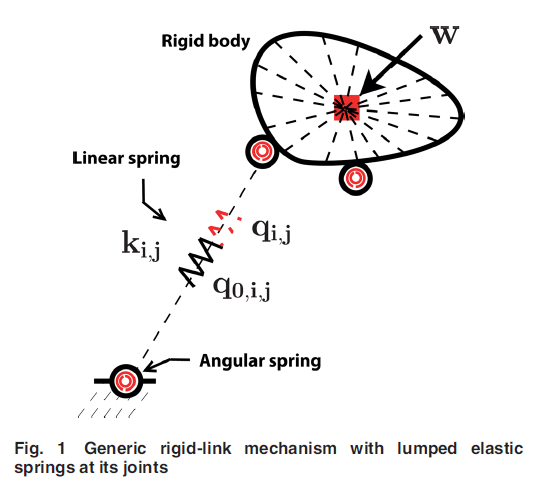 Rigid body
w
Linear spring
k_{i,j}
q_{i,j}
q_{0,i,j}
Angular spring
Fig. 1 Generic rigid-link mechanism with lumped elastic
springs at its joints